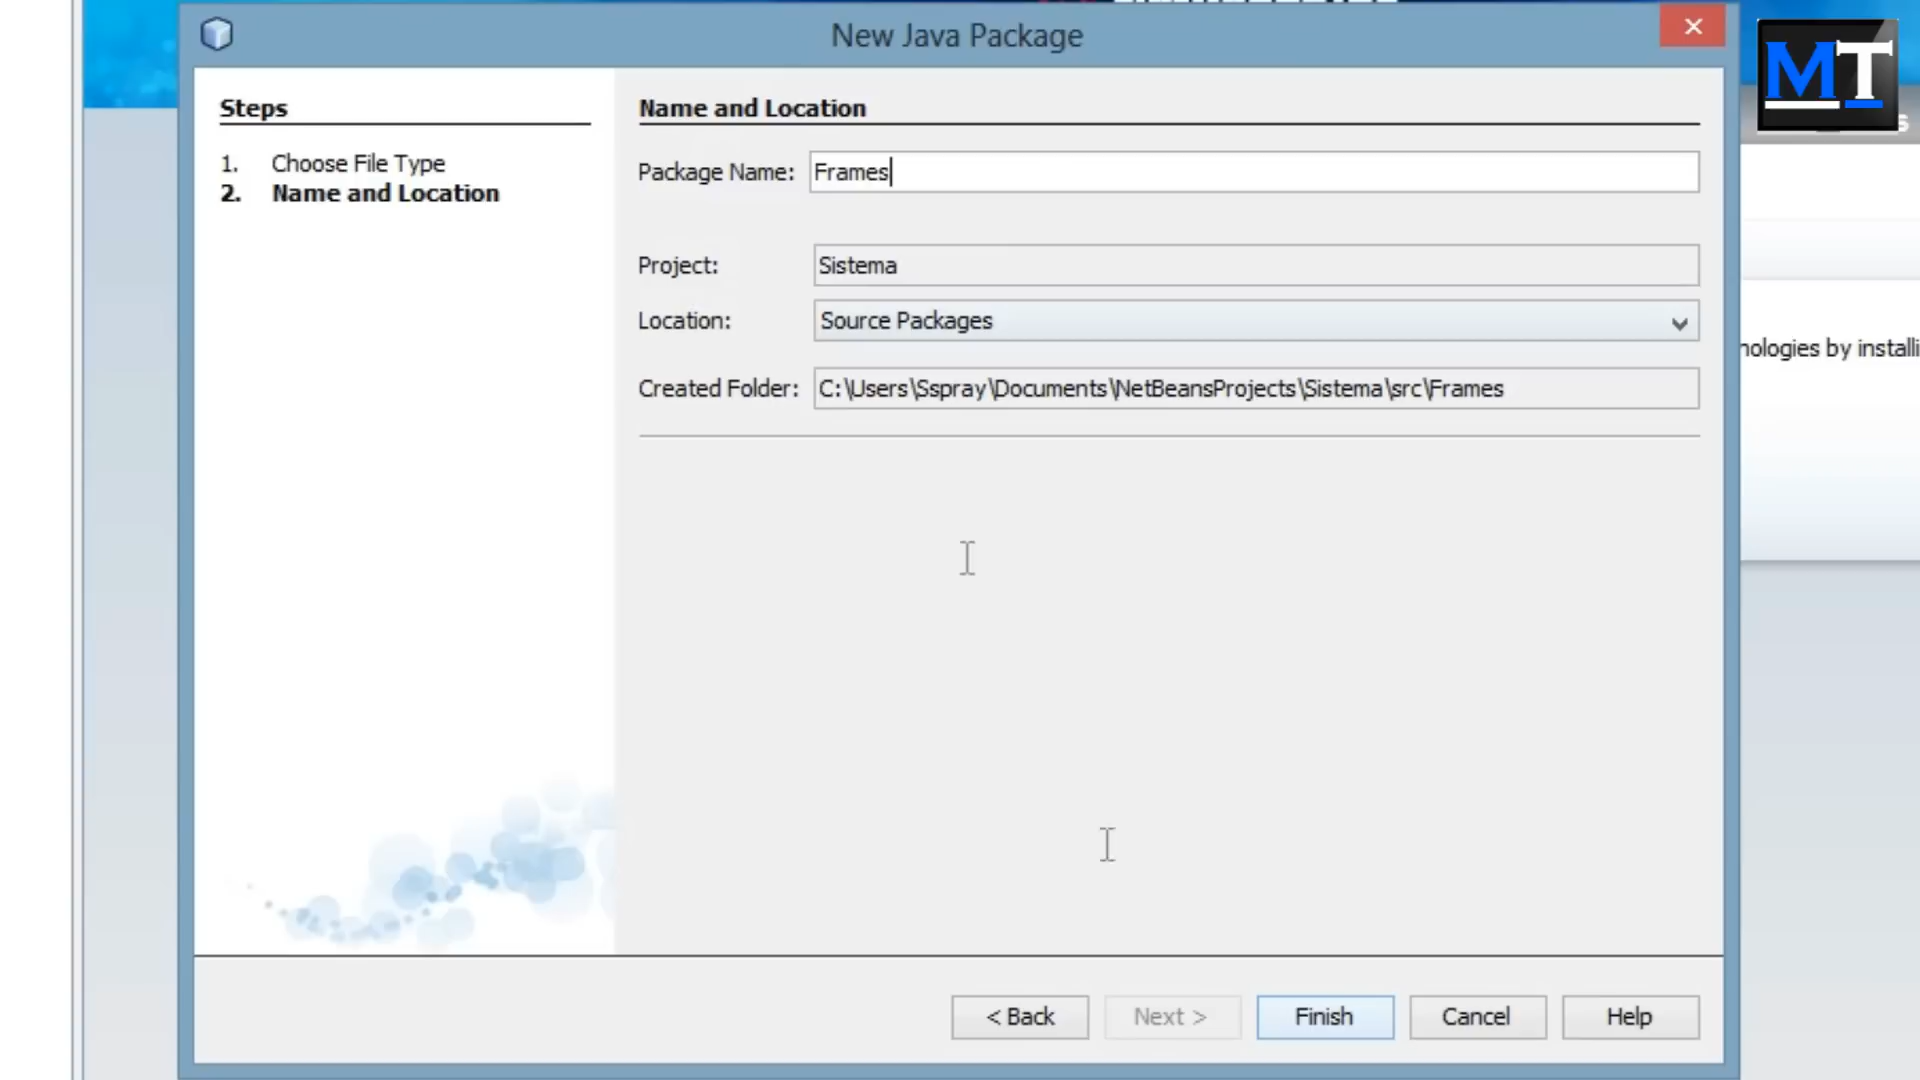 New Java Package
MT
Steps
1. Choose File Type
2. Name and Location
Name and Location
Package Name: Frames
Project: Sistema
Location: Source Packages
Created Folder: C:\Users\Sspray\Documents\NetBeansProjects\Sistema\src\Frames
nologies by installi
< Back Next > Finish Cancel Help